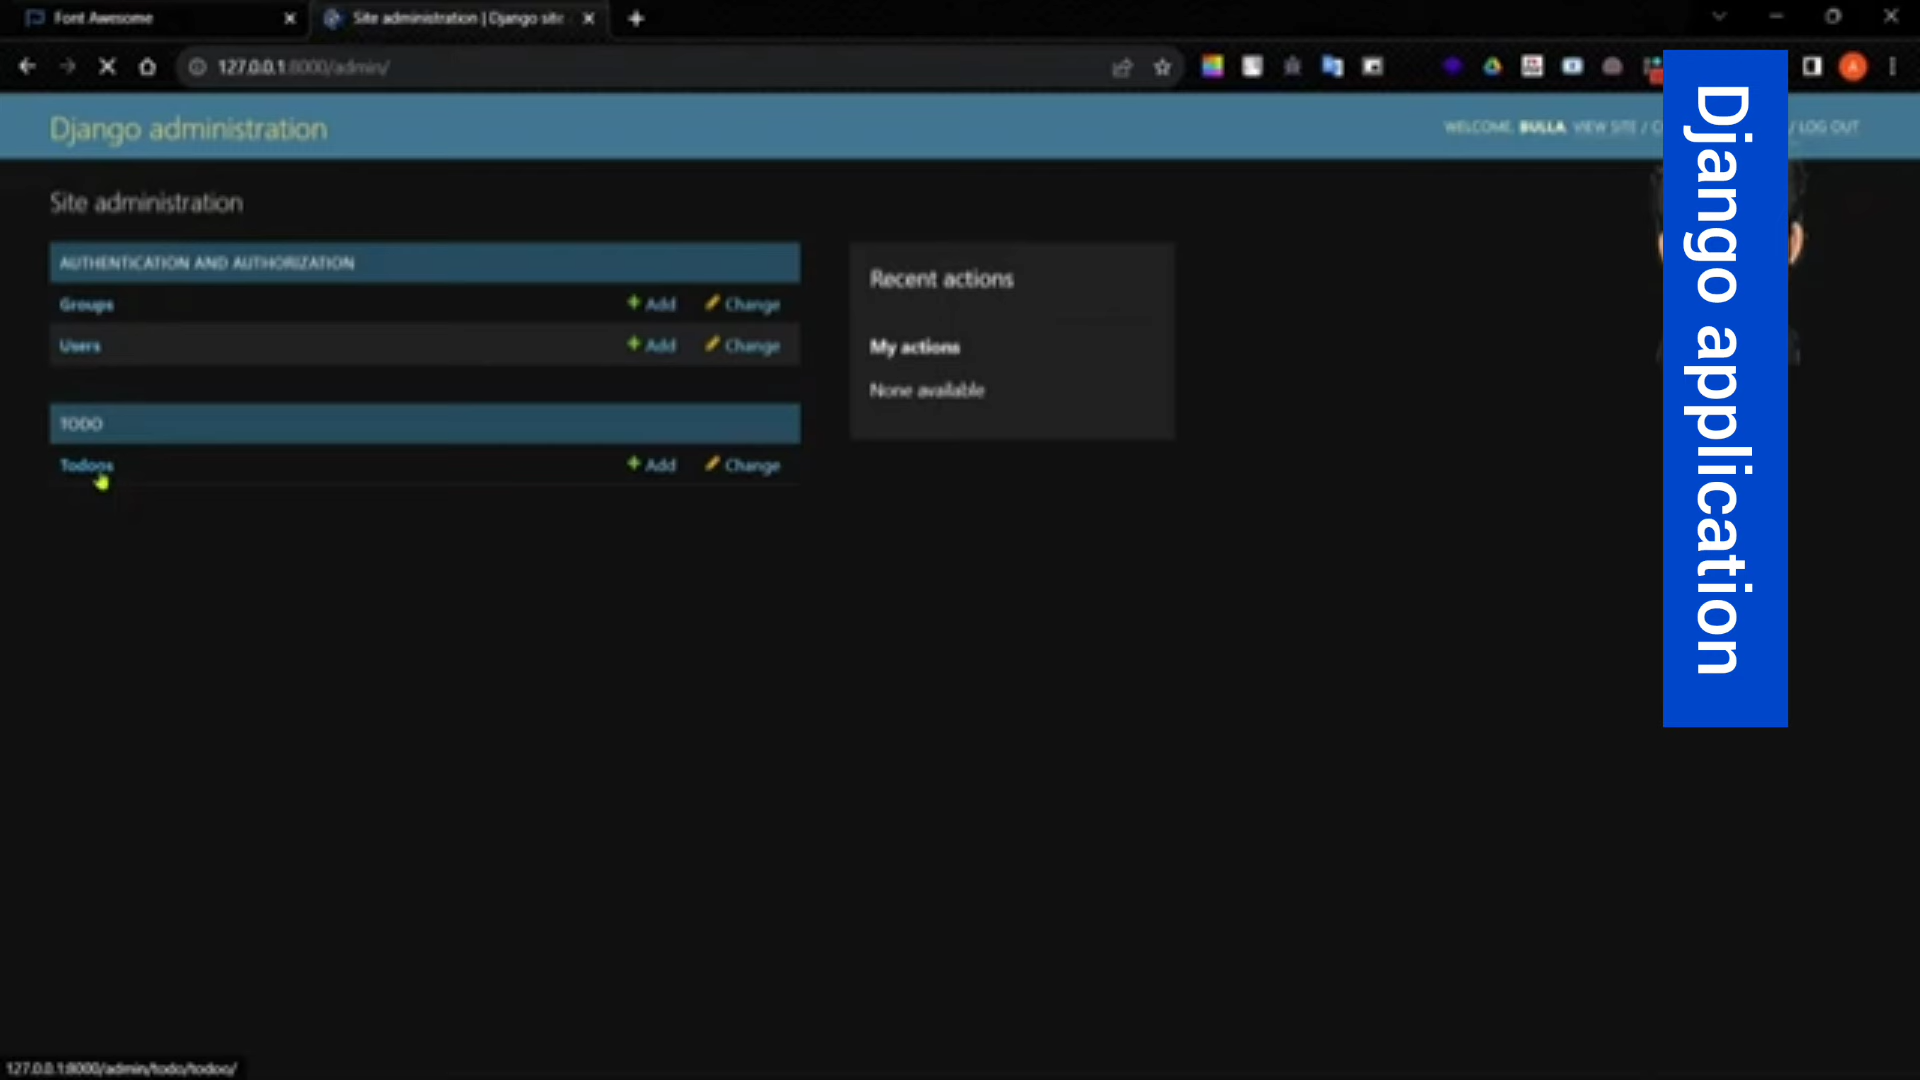 Font Awesome
Site administration | Django site
127.0.0.1:8000/admin/
Django administration
WELCOME, BULLA. VIEW SITE / C
/ LOG OUT
Site administration
AUTHENTICATION AND AUTHORIZATION
Groups
Add
Change
Users
Add
Change
TODO
Todoos
Add
Change
Recent actions
My actions
None available
Django application
127.0.0.1:8000/admin/todo/todoo/